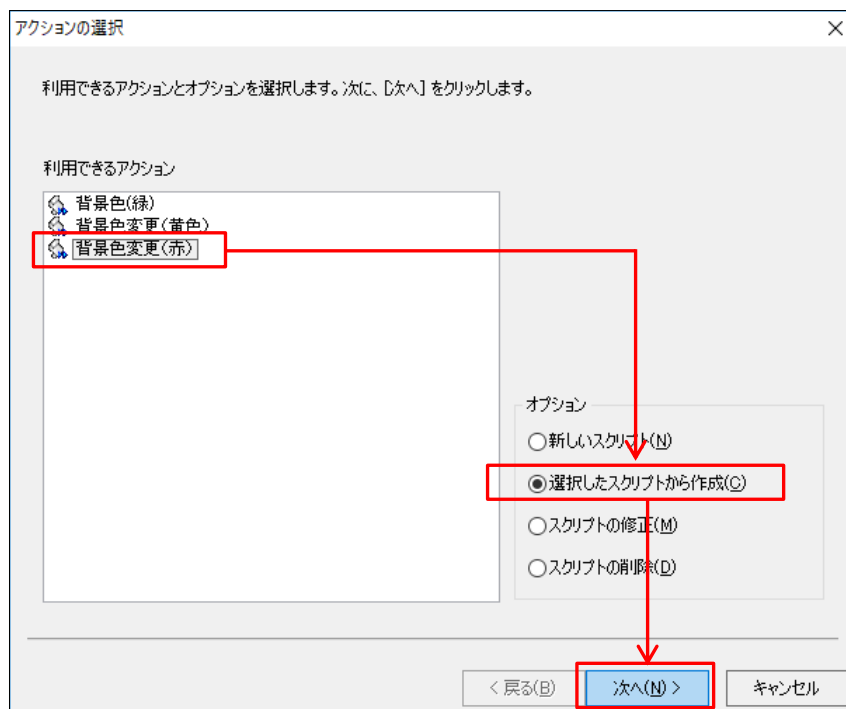 アクションの選択
利用できるアクションとオプションを選択します。次に、[次へ] をクリックします。
利用できるアクション
背景色(緑)
背景色変更(黄色)
背景色変更(赤)
オプション
新しいスクリプト(N)
選択したスクリプトから作成(C)
スクリプトの修正(M)
スクリプトの削除(D)
< 戻る(B)
次へ(N) >
キャンセル